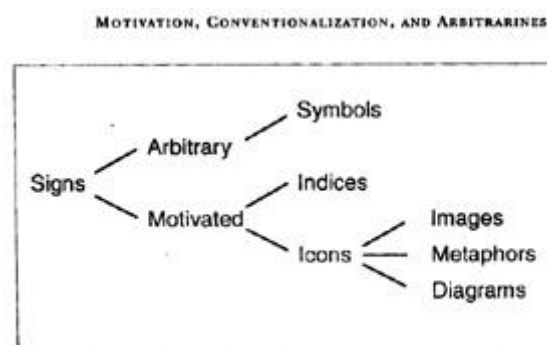 MOTIVATION, CONVENTIONALIZATION, AND ARBITRARINES
Symbols
Arbitrary
Signs
Indices
Motivated
Images
Icons
Metaphors
Diagrams